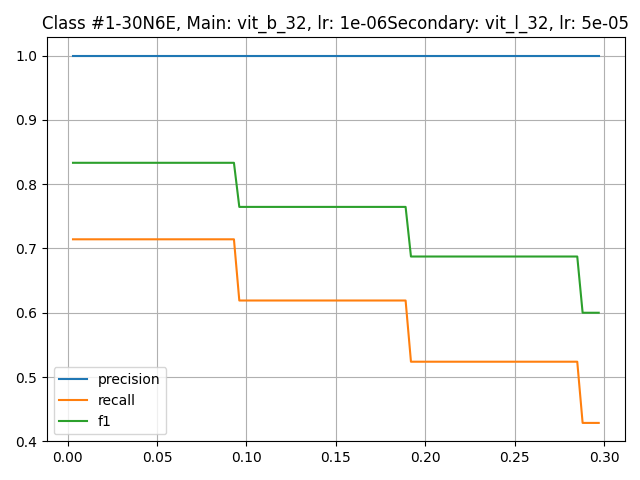 Class #1-30N6E, Main: vit_b_32, lr: 1e-06Secondary: vit_l_32, lr: 5e-05
1.0
0.9
0.8
0.7
0.6
0.5
0.4
precision
recall
f1
0.00 0.05 0.10 0.15 0.20 0.25 0.30